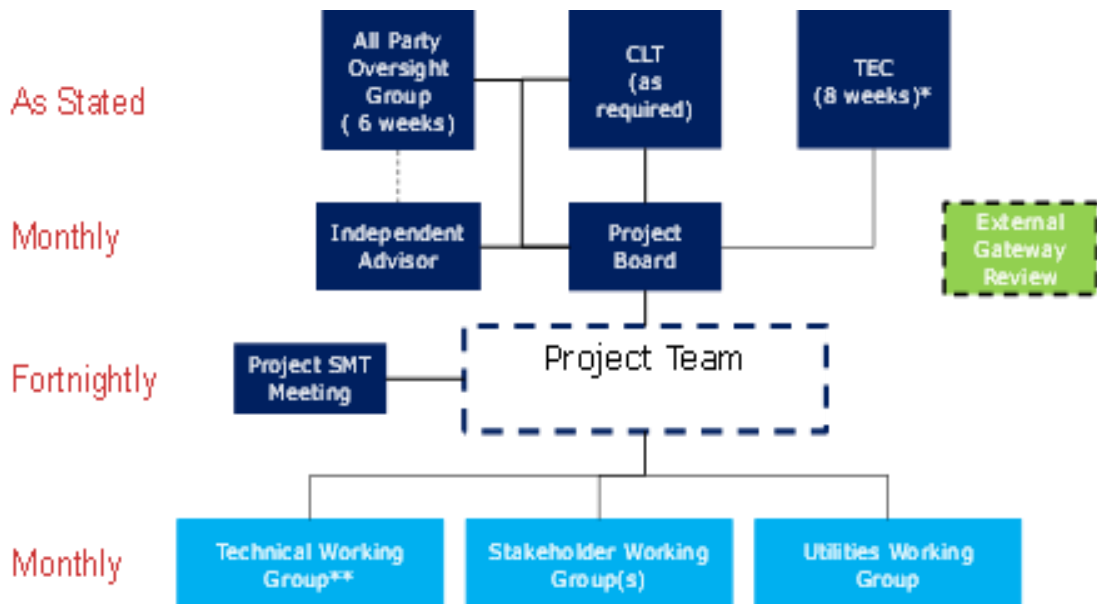 All Party
Oversight
Group
( 6 weeks)
CLT
(as
required)
TEC
(8 weeks)*
As Stated
Monthly
Independent
Advisor
Project
Board
External
Gateway
Review
Fortnightly
Project SMT
Meeting
Project Team
Monthly
Technical Working
Group**
Stakeholder Working
Group(s)
Utilities Working
Group